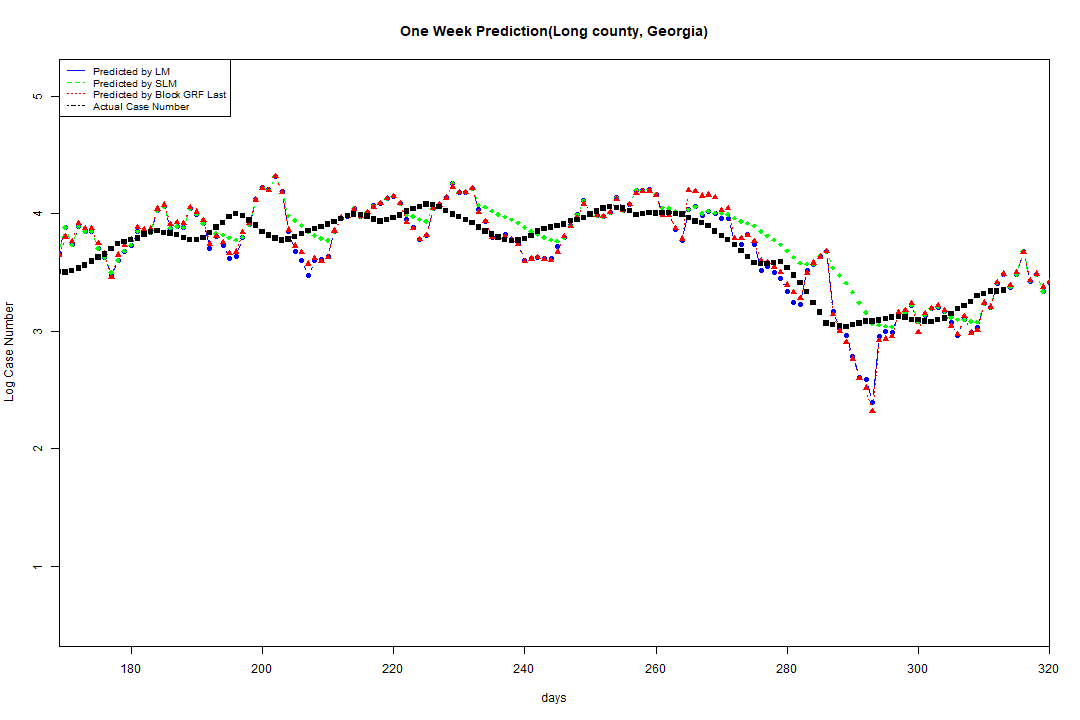 One Week Prediction(Long county, Georgia)
Predicted by LM
Predicted by SLM
Predicted by Block GRF Last
Actual Case Number
5
4
3
2
1
Log Case Number
180 200 220 240 260 280 300 320
days